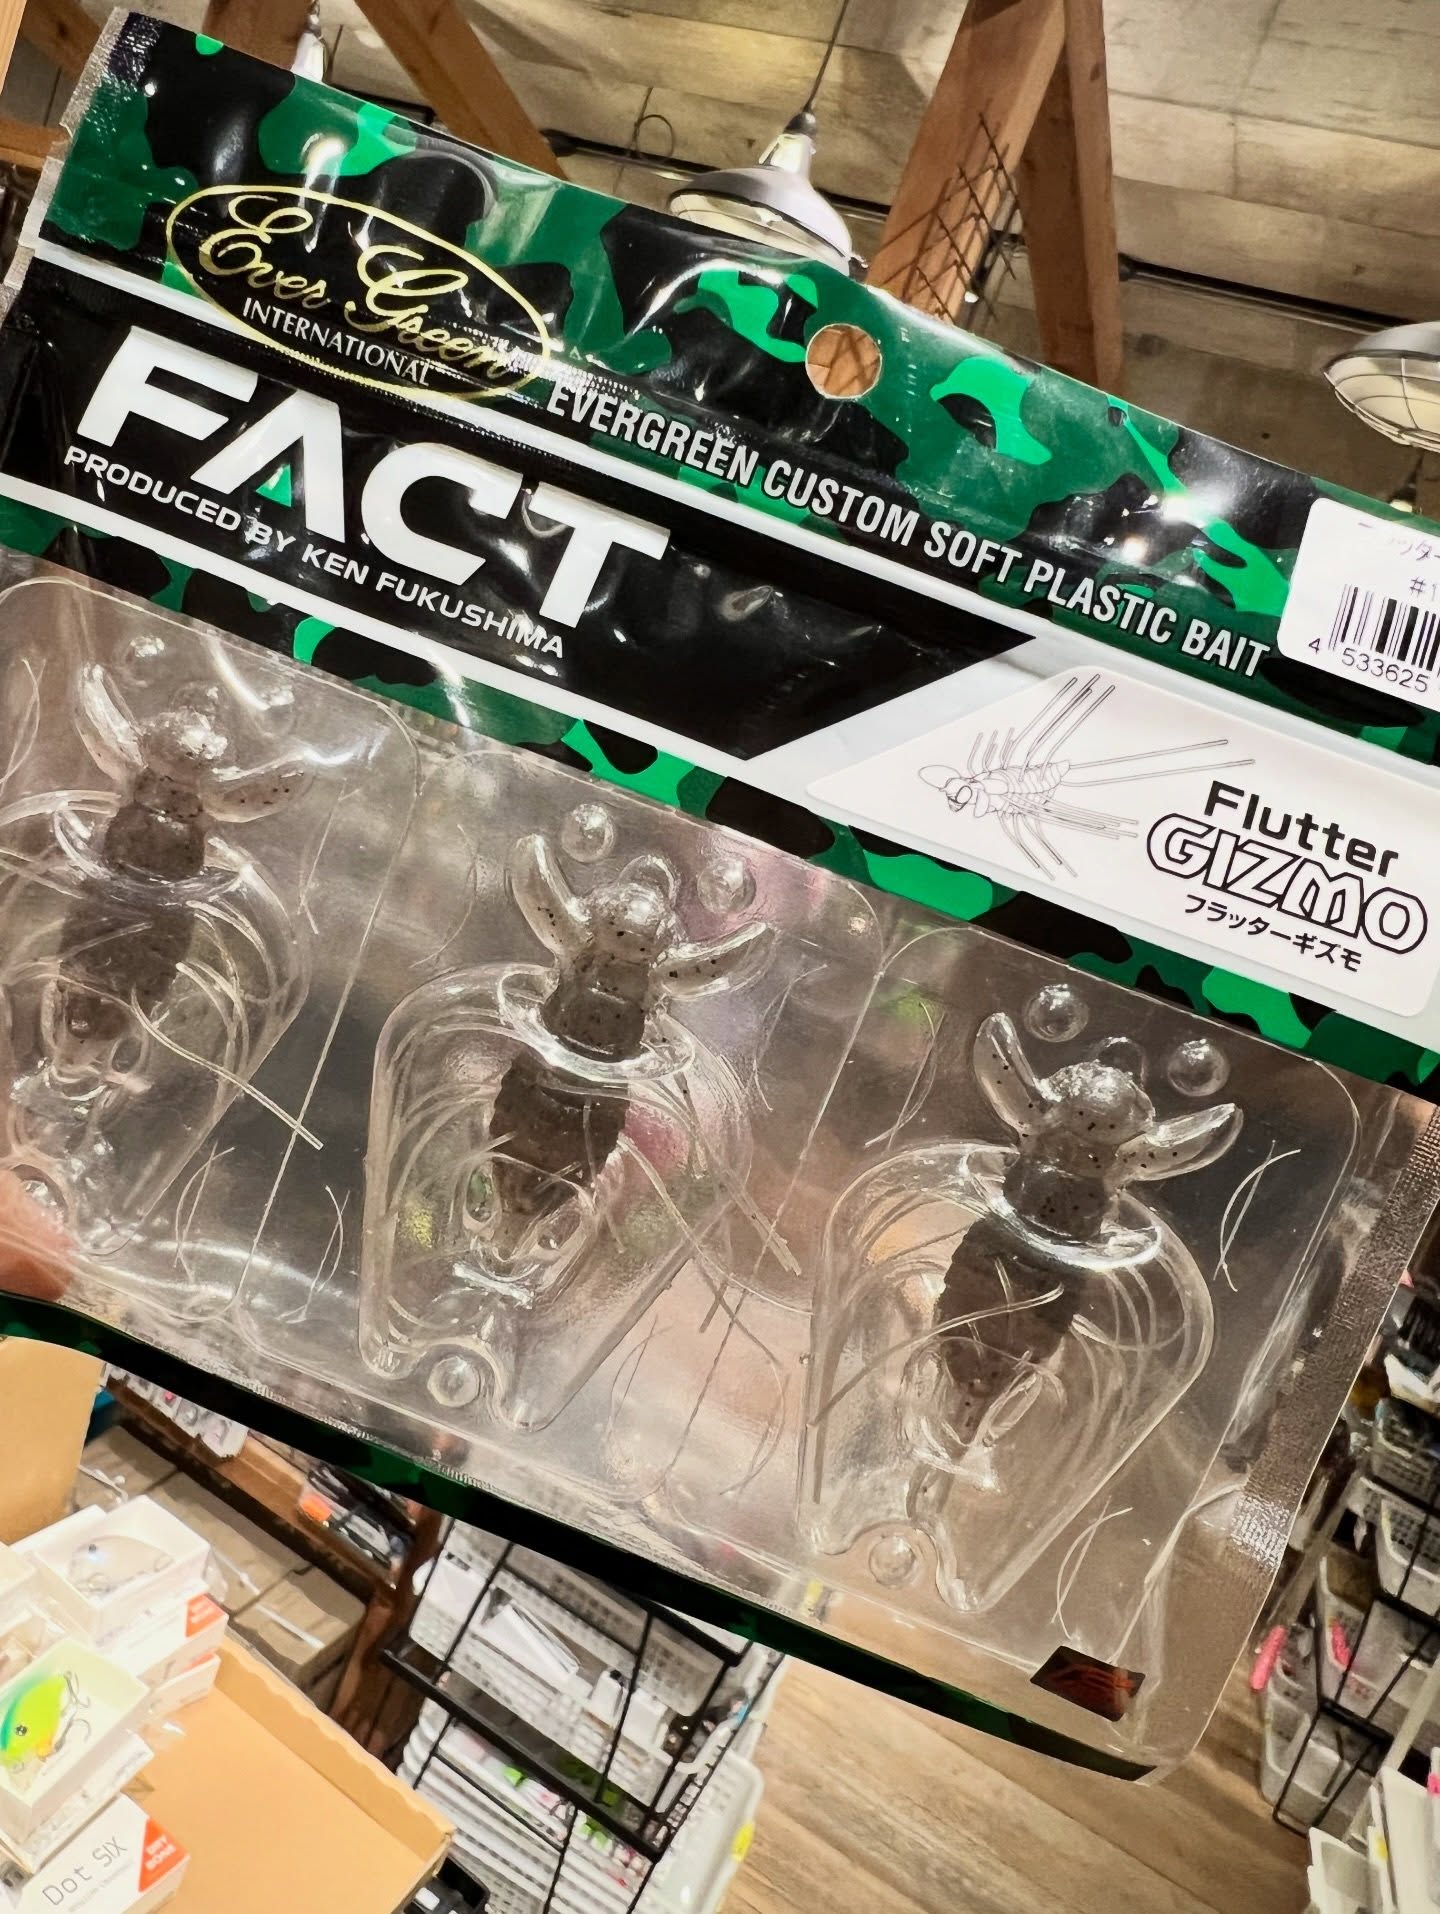 Ever Green
INTERNATIONAL
FACT
PRODUCED BY KEN FUKUSHIMA
EVERGREEN CUSTOM SOFT PLASTIC BAIT
#1
4 533625
Flutter
GIZMO
フラッターギズモ
Dot SIX